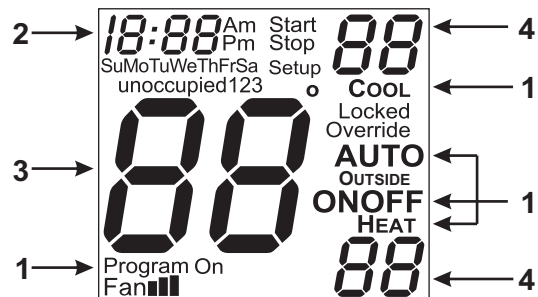 2 18:88 Am Pm Start Stop 88 4
SuMoTuWeThFrSa Setup
unoccupied123 COOL 1
Locked
Override
3 88 AUTO
OUTSIDE
ONOFF 1
HEAT
1 Program On
Fan 88 4